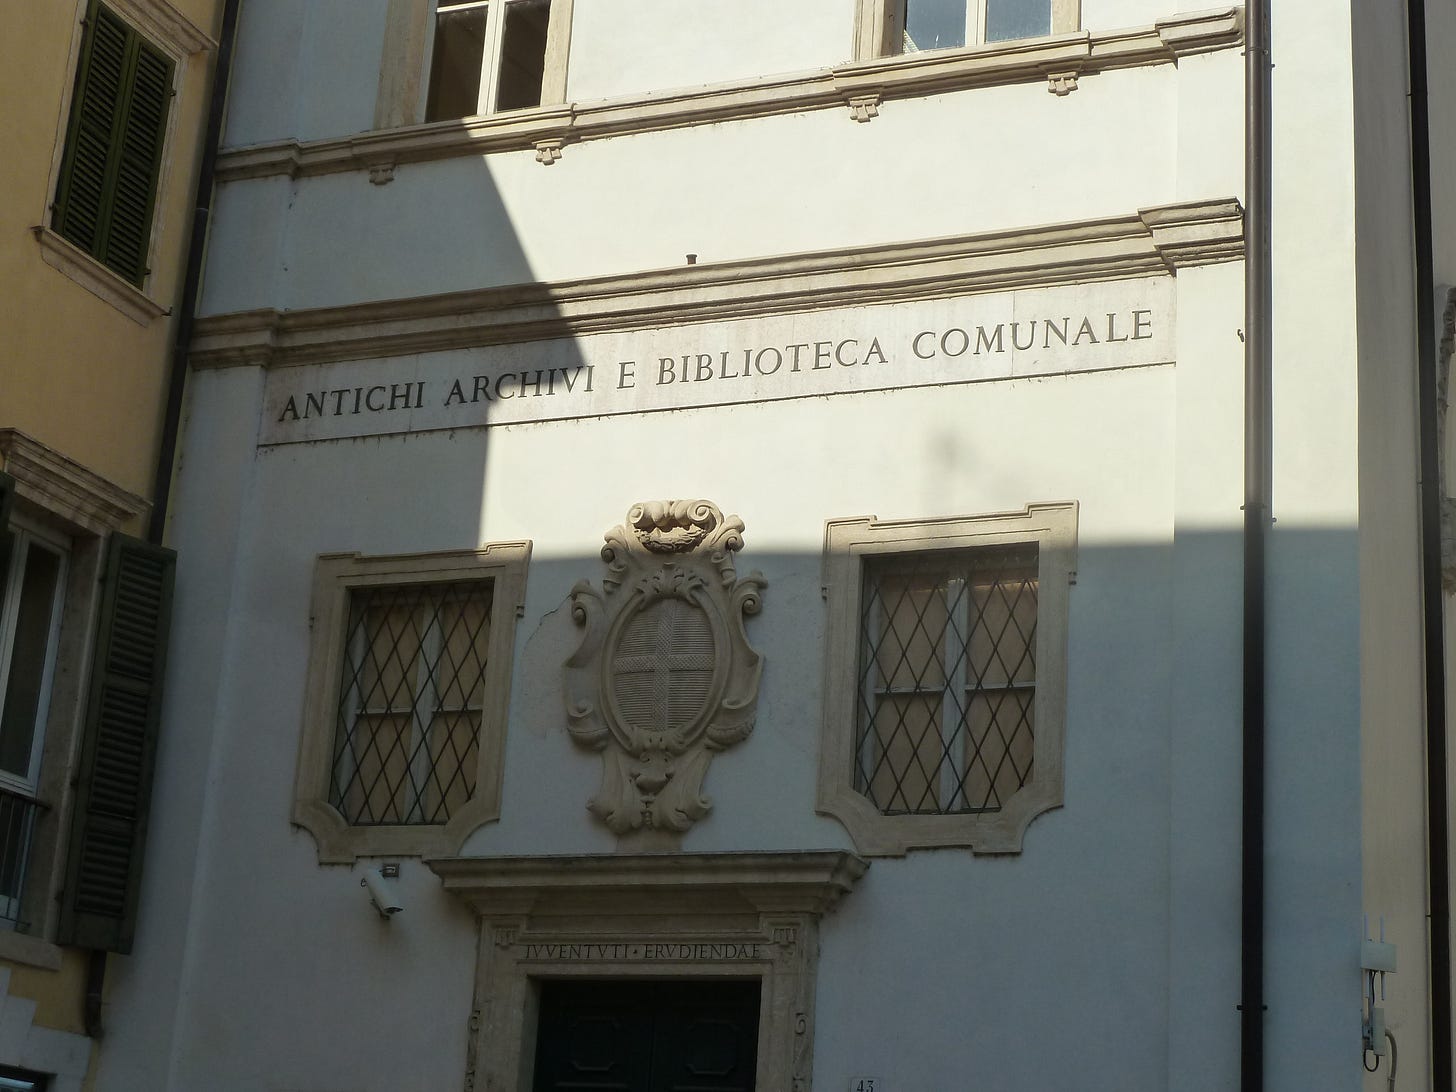 ANTICHI ARCHIVI E BIBLIOTECA COMUNALE
IVVENTVTI · ERVDIENDAE
43